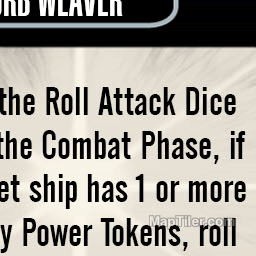 ORD WEAVER
the Roll Attack Dice
the Combat Phase, if
et ship has 1 or more
y Power Tokens, roll
MapTiler.com